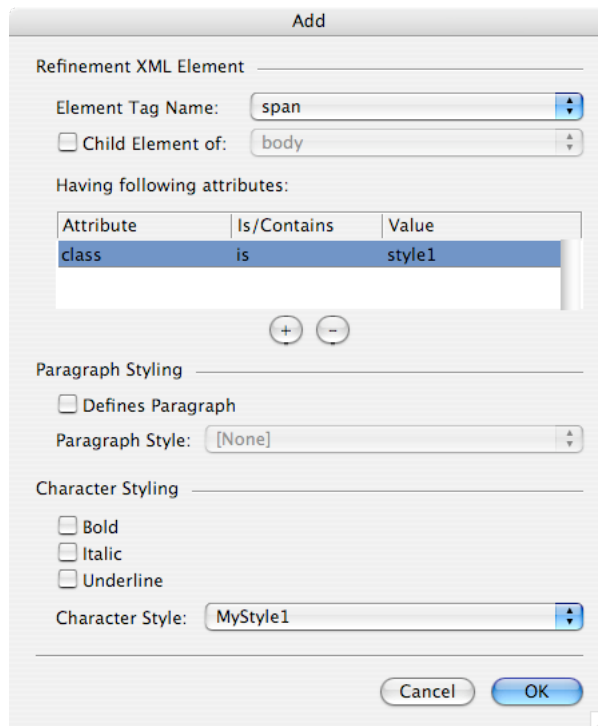 Add
Refinement XML Element
Element Tag Name: span
Child Element of: body
Having following attributes:
Attribute Is/Contains Value
class is style1
+ -
Paragraph Styling
Defines Paragraph
Paragraph Style: [None]
Character Styling
Bold
Italic
Underline
Character Style: MyStyle1
Cancel OK